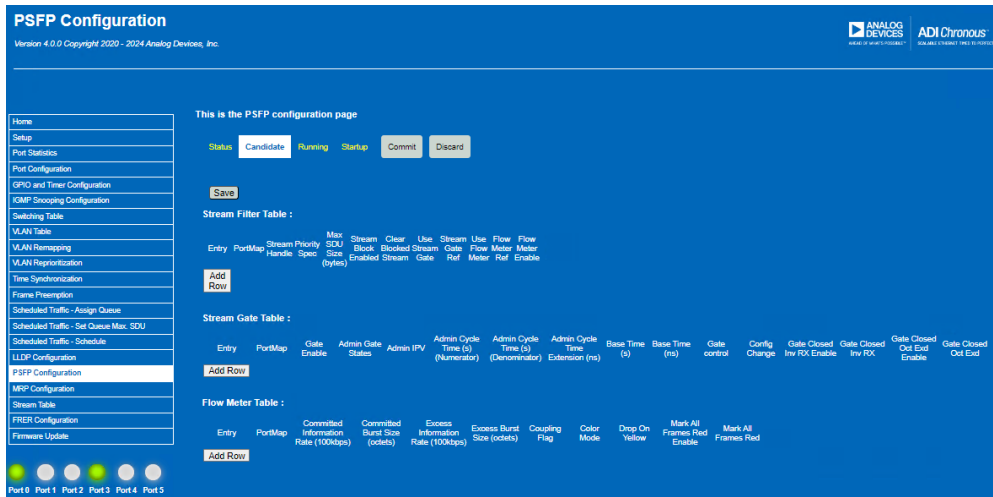 PSFP Configuration
Version 4.0.0 Copyright 2020 - 2024 Analog Devices, Inc.
ANALOG DEVICES
AHEAD OF WHAT'S POSSIBLE™
ADI Chronous™
SCALABLE ETHERNET TIMED TO PERFECTION
Home
Setup
Port Statistics
Port Configuration
GPIO and Timer Configuration
IGMP Snooping Configuration
Switching Table
VLAN Table
VLAN Remapping
VLAN Reprioritization
Time Synchronization
Frame Preemption
Scheduled Traffic - Assign Queue
Scheduled Traffic - Set Queue Max. SDU
Scheduled Traffic - Schedule
LLDP Configuration
PSFP Configuration
MRP Configuration
Stream Table
FRER Configuration
Firmware Update
Port 0 Port 1 Port 2 Port 3 Port 4 Port 5
This is the PSFP configuration page
Status Candidate Running Startup Commit Discard
Save
Stream Filter Table :
Entry PortMap Stream Handle Priority Spec Max SDU Size (bytes) Stream Block Enabled Clear Blocked Stream Use Stream Gate Stream Gate Ref Use Flow Meter Flow Meter Ref Flow Meter Enable
Add Row
Stream Gate Table :
Entry PortMap Gate Enable Admin Gate States Admin IPV Admin Cycle Time (s) (Numerator) Admin Cycle Time (s) (Denominator) Admin Cycle Time Extension (ns) Base Time (s) Base Time (ns) Gate control Config Change Gate Closed Inv RX Enable Gate Closed Inv RX Gate Closed Oct Exd Enable Gate Closed Oct Exd
Add Row
Flow Meter Table :
Entry PortMap Committed Information Rate (100kbps) Committed Burst Size (octets) Excess Information Rate (100kbps) Excess Burst Size (octets) Coupling Flag Color Mode Drop On Yellow Mark All Frames Red Enable Mark All Frames Red
Add Row